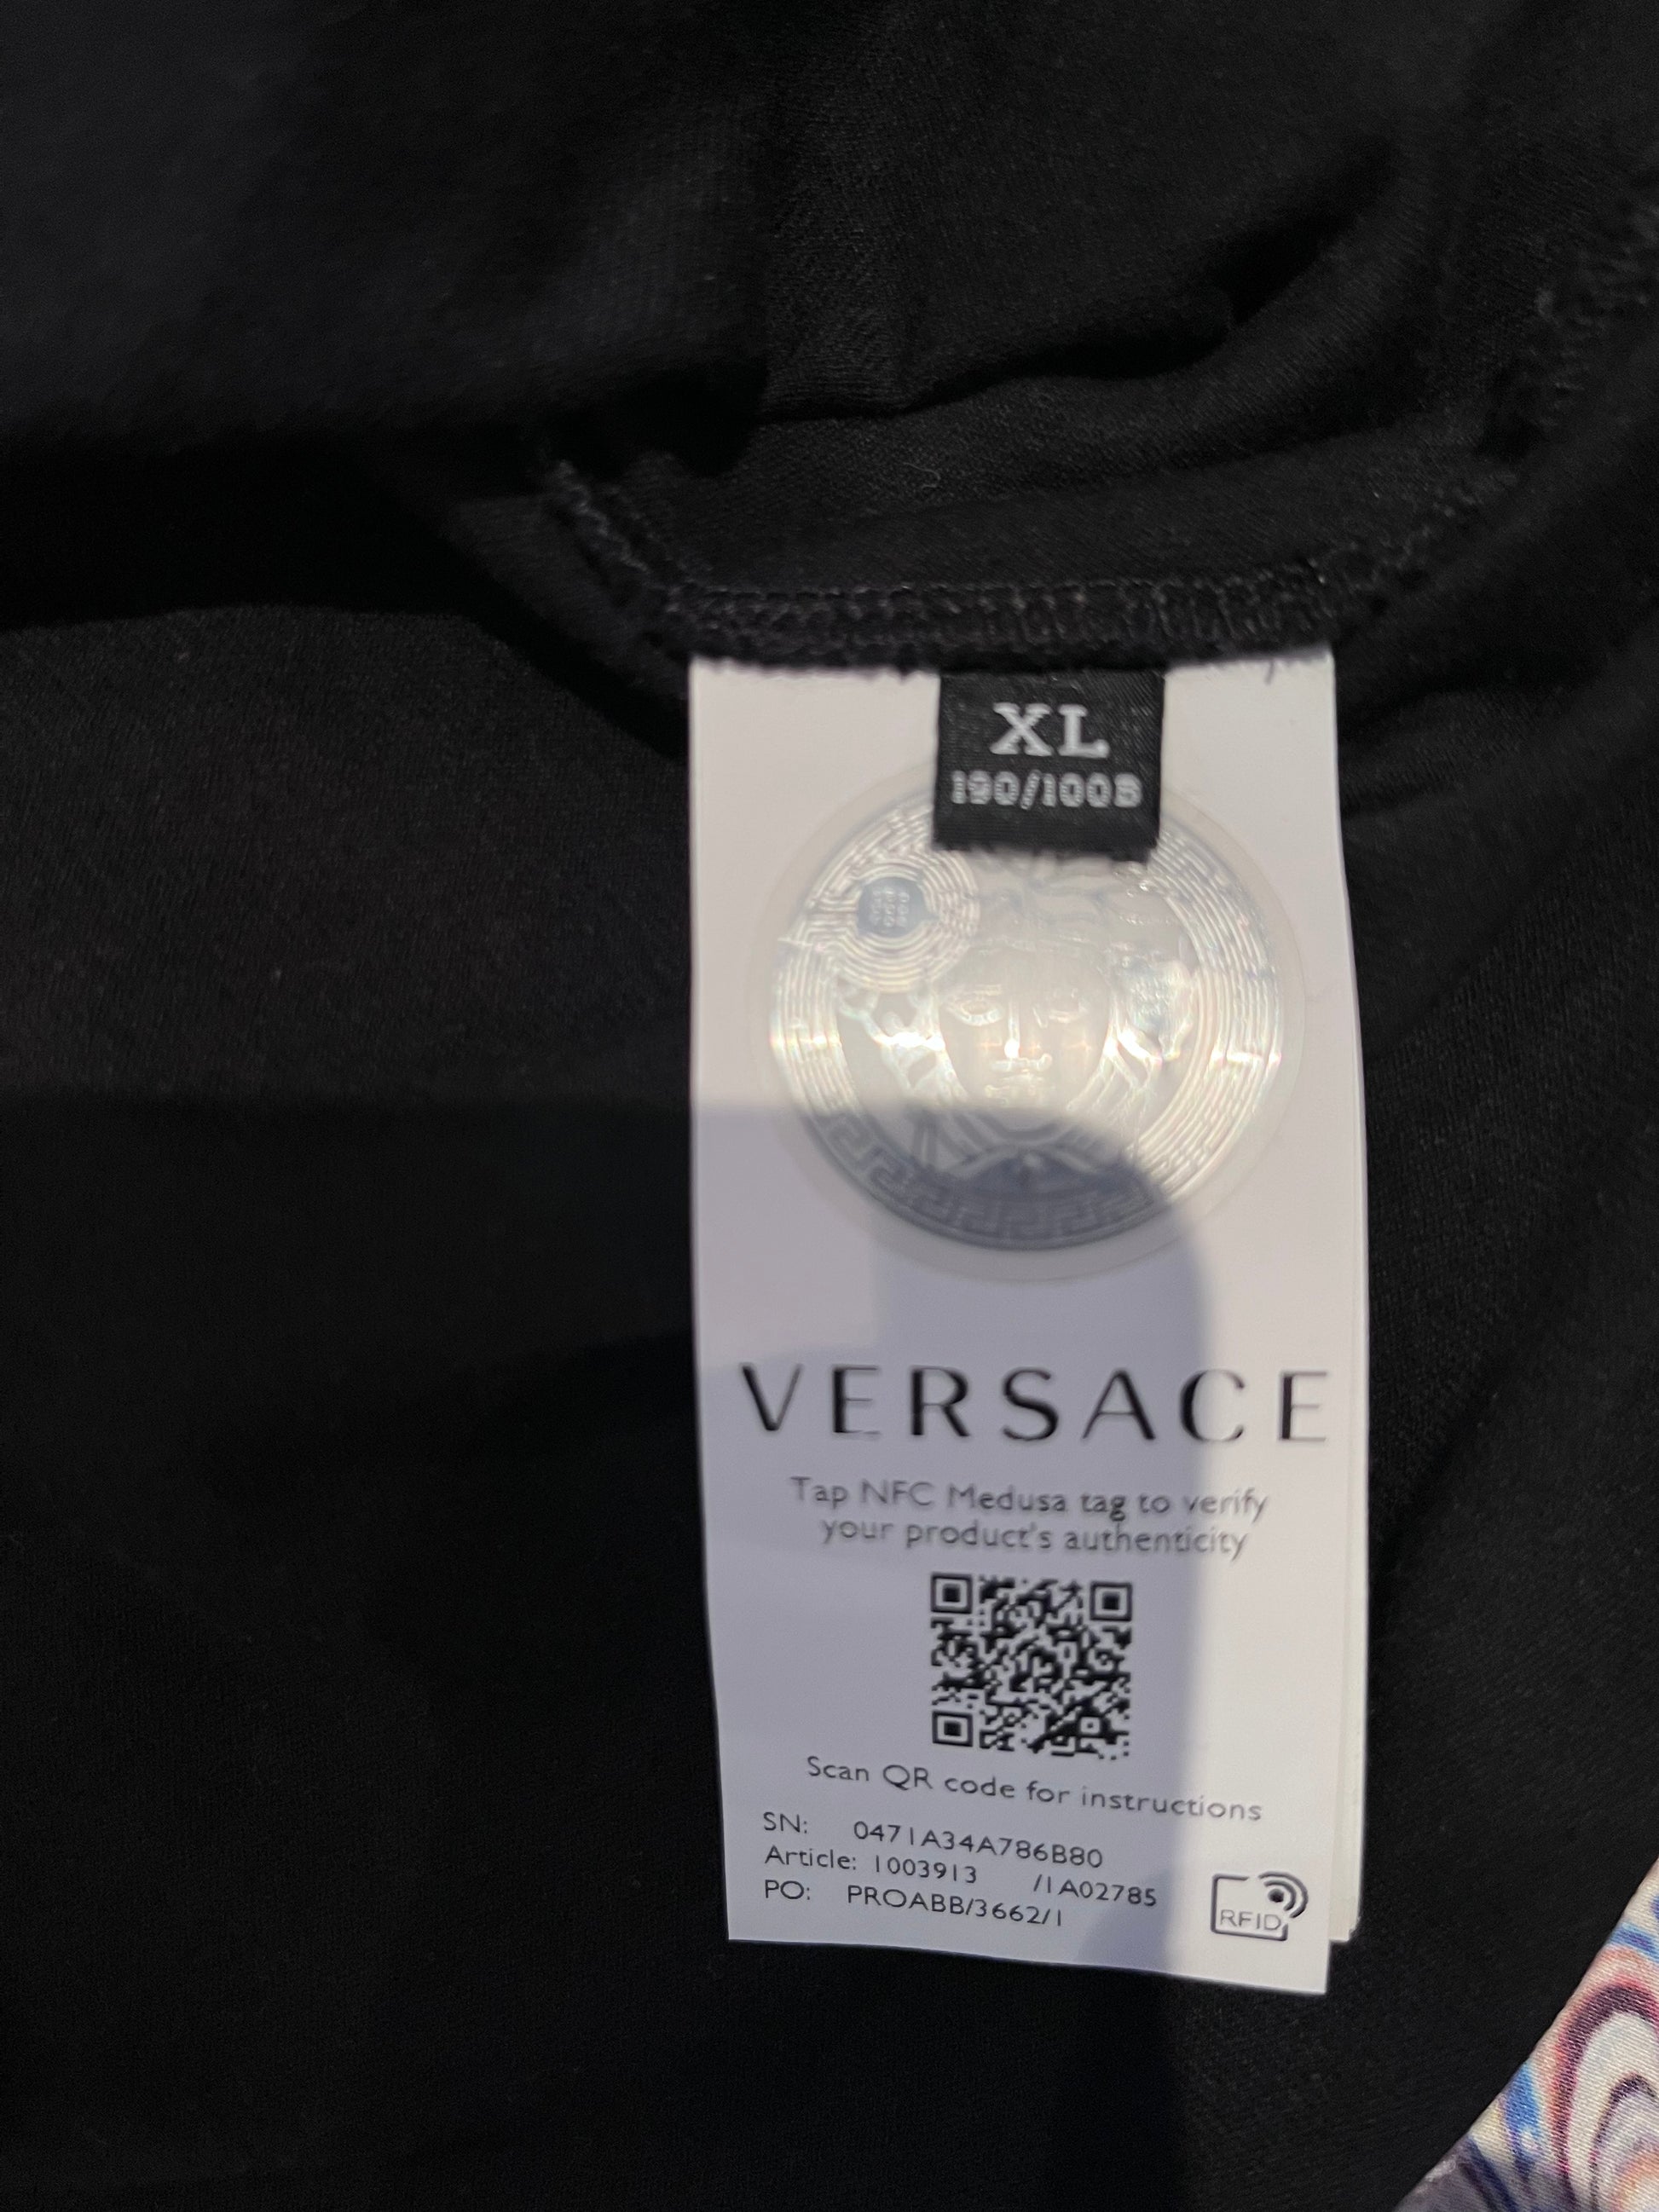 XL
190/100B
VERSACE
Tap NFC Medusa tag to verify
your product's authenticity
Scan QR code for instructions
SN: 0471A34A786B80
Article: 1003913 /1A02785
PO: PROABB/3662/1
RFID